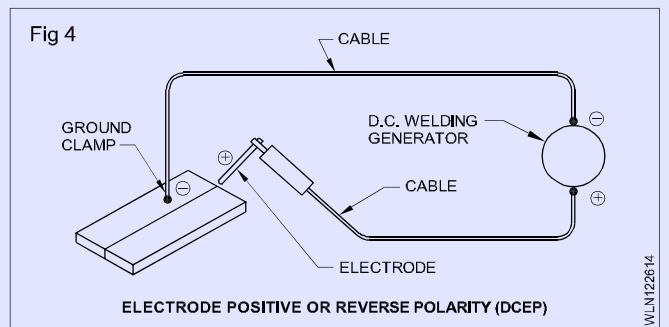 Fig 4
CABLE
GROUND
CLAMP
D.C. WELDING
GENERATOR
CABLE
ELECTRODE
ELECTRODE POSITIVE OR REVERSE POLARITY (DCEP)
WLN122614
⊖
⊕
⊖
⊕